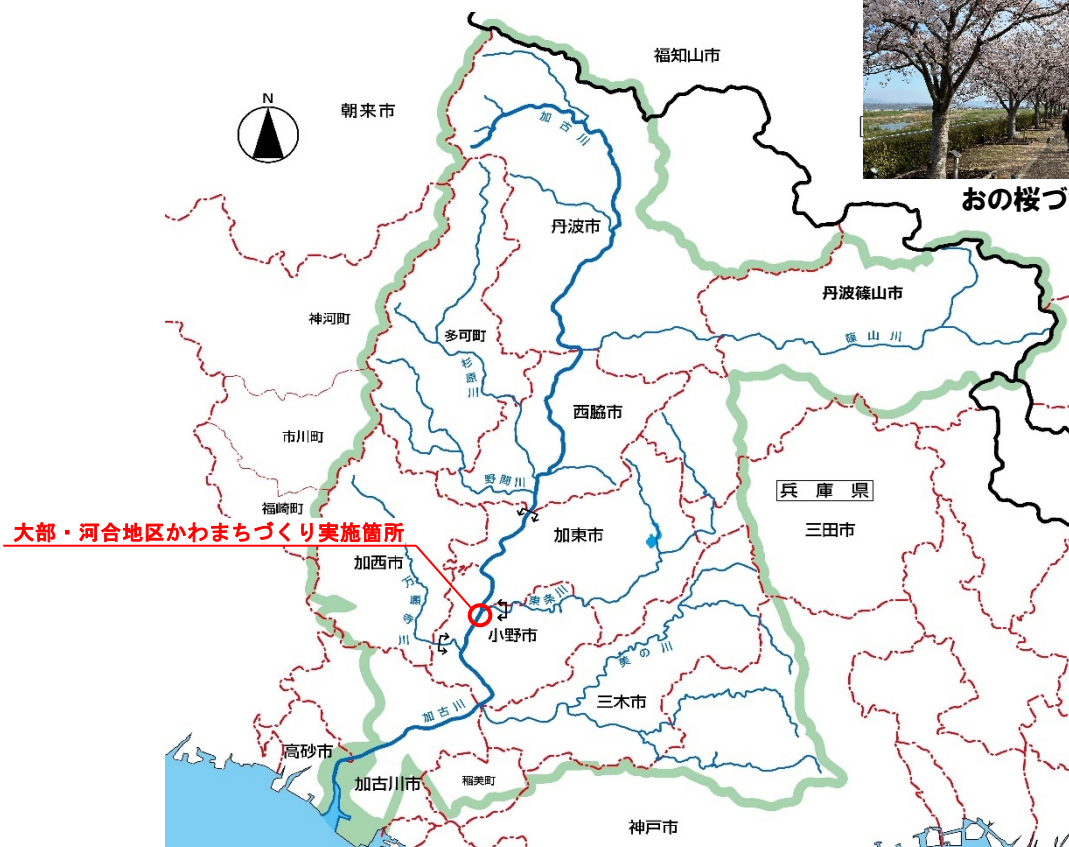 福知山市
朝来市
N
加古川
おの桜づ
丹波市
丹波篠山市
神河町
多可町
篠山川
杉原川
西脇市
市川町
野間川
兵庫県
福崎町
大部・河合地区かわまちづくり実施箇所
加東市
三田市
加西市
万願寺川
東条川
小野市
美の川
三木市
加古川
高砂市
加古川市
稲美町
神戸市